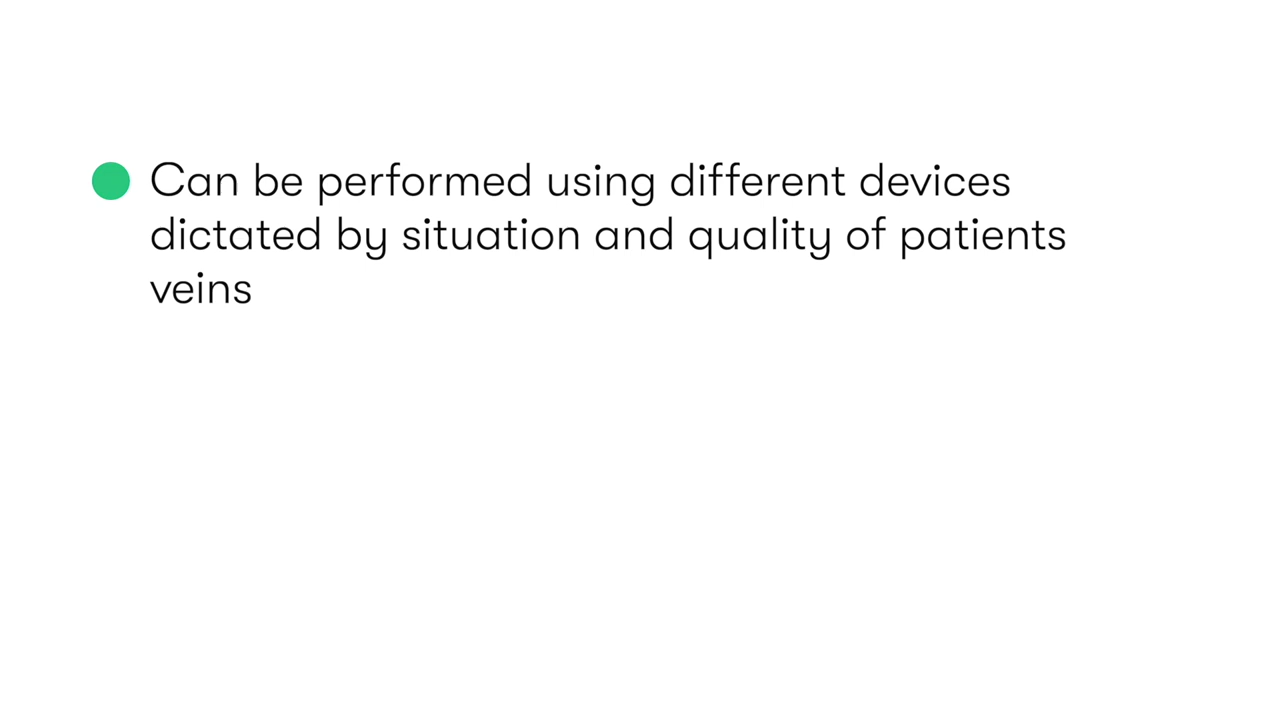 Can be performed using different devices
dictated by situation and quality of patients
veins